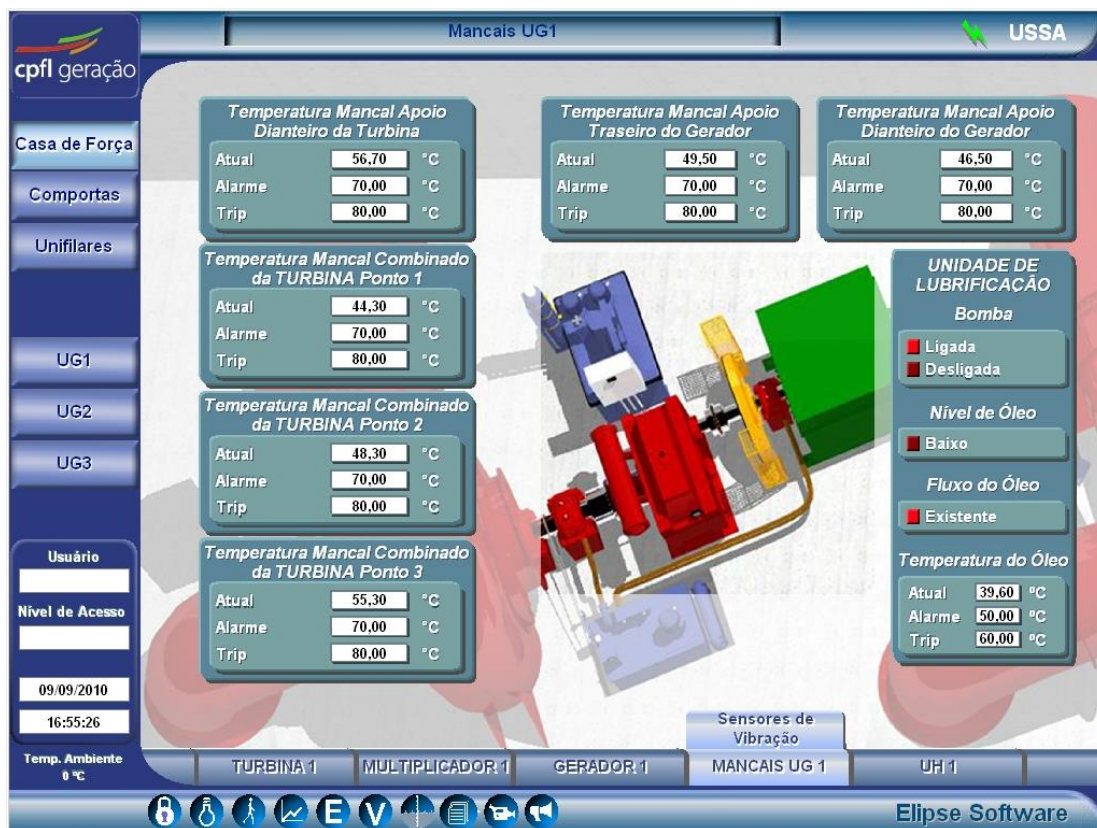 Mancais UG1
USSA
cpfl geração
Casa de Força
Comportas
Unifilares
UG1
UG2
UG3
Usuário
Nível de Acesso
09/09/2010
16:55:26
Temp. Ambiente
0 ºC
Temperatura Mancal Apoio
Dianteiro da Turbina
Atual 56,70 °C
Alarme 70,00 °C
Trip 80,00 °C
Temperatura Mancal Combinado
da TURBINA Ponto 1
Atual 44,30 °C
Alarme 70,00 °C
Trip 80,00 °C
Temperatura Mancal Combinado
da TURBINA Ponto 2
Atual 48,30 °C
Alarme 70,00 °C
Trip 80,00 °C
Temperatura Mancal Combinado
da TURBINA Ponto 3
Atual 55,30 °C
Alarme 70,00 °C
Trip 80,00 °C
Temperatura Mancal Apoio
Traseiro do Gerador
Atual 49,50 °C
Alarme 70,00 °C
Trip 80,00 °C
Temperatura Mancal Apoio
Dianteiro do Gerador
Atual 46,50 °C
Alarme 70,00 °C
Trip 80,00 °C
UNIDADE DE
LUBRIFICAÇÃO
Bomba
Ligada
Desligada
Nível de Óleo
Baixo
Fluxo do Óleo
Existente
Temperatura do Óleo
Atual 39,60 ºC
Alarme 50,00 ºC
Trip 60,00 ºC
Sensores de
Vibração
TURBINA 1 MULTIPLICADOR 1 GERADOR 1 MANCAIS UG 1 UH 1
E V
Elipse Software